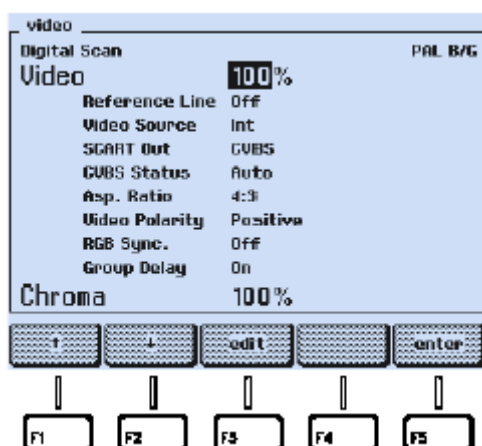 video
Digital Scan PAL B/G
Video 100%
Reference Line Off
Video Source Int
SCART Out CVBS
CVBS Status Auto
Asp. Ratio 4:3
Video Polarity Positive
RGB Sync. Off
Group Delay On
Chroma 100%
↑ ↓ edit enter
F1 F2 F3 F4 F5